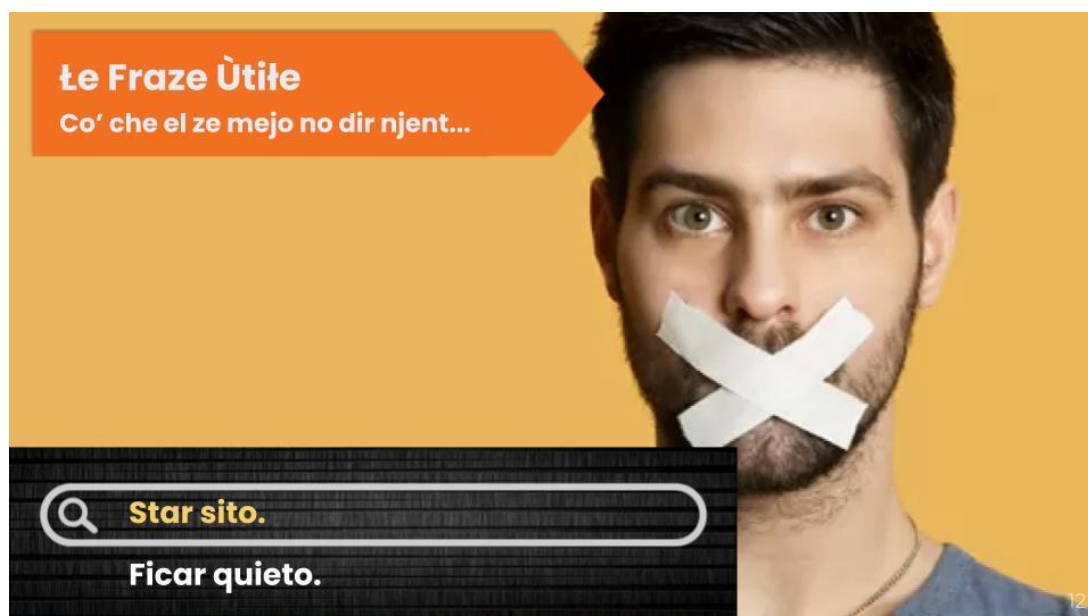 Łe Fraze Ùtiłe
Co’ che el ze mejo no dir njent...
Star sito.
Ficar quieto.
12